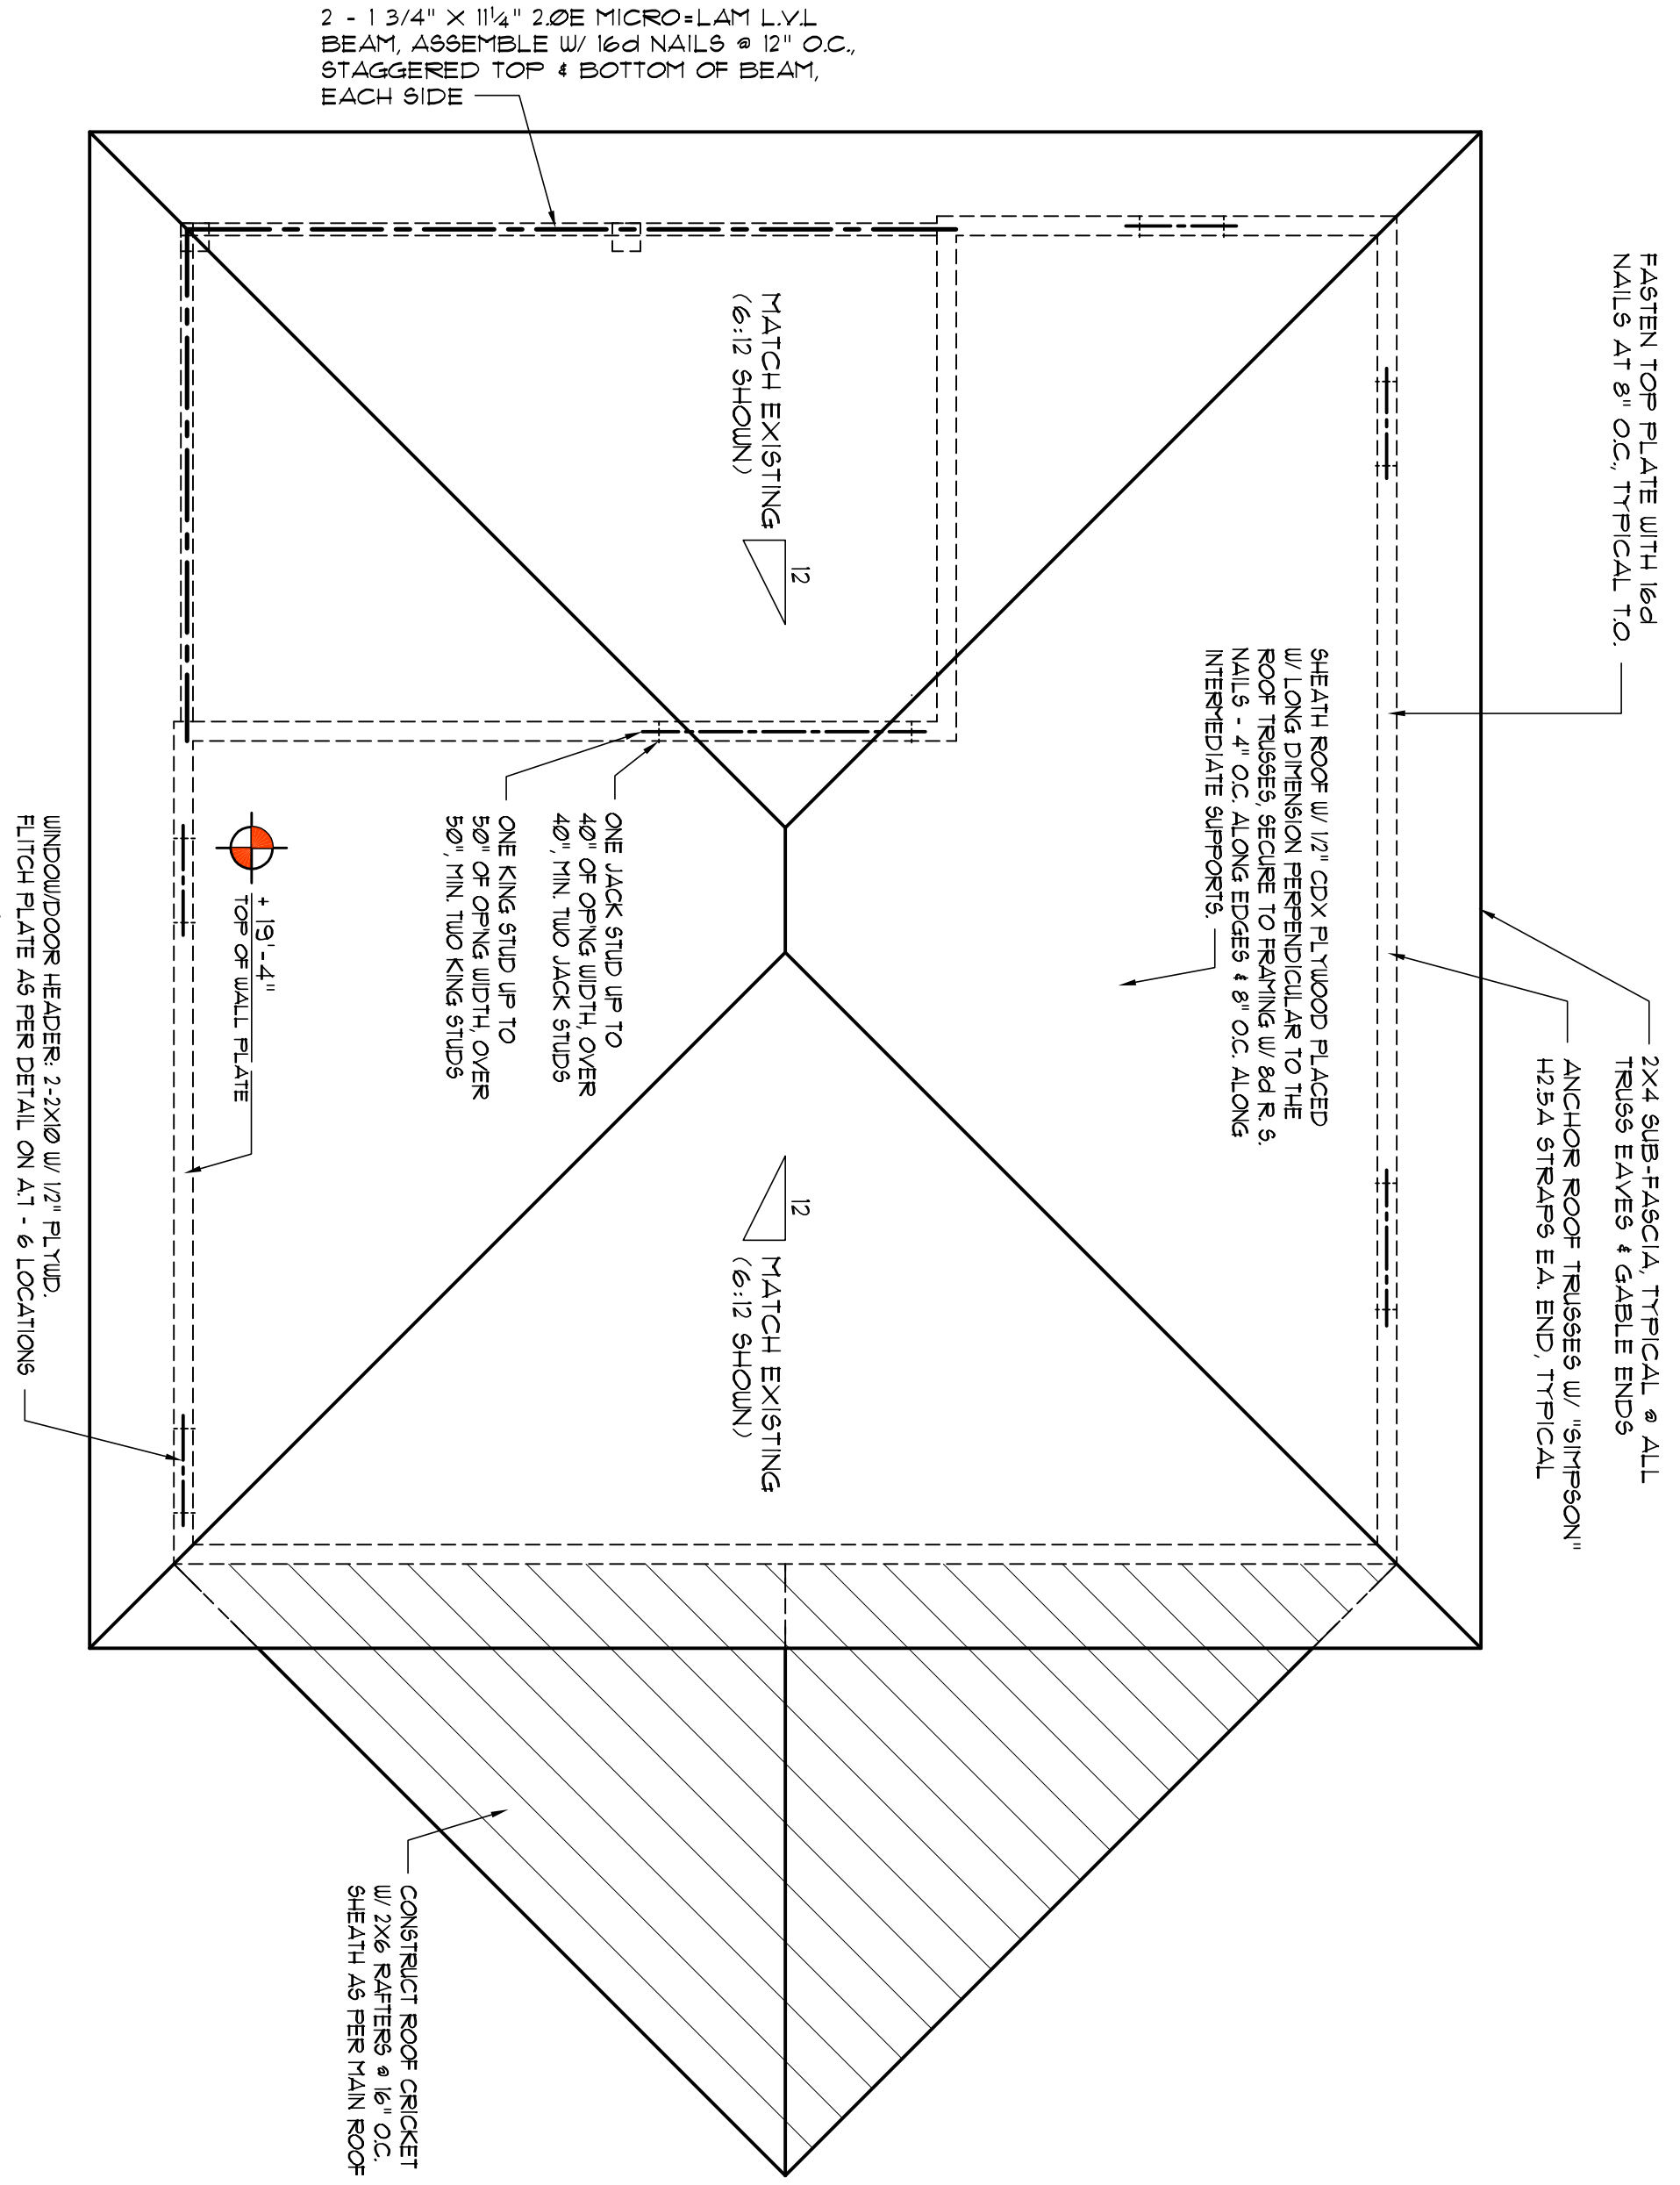 2 - 1 3/4" X 11¼" 2.0E MICRO=LAM L.V.L
BEAM, ASSEMBLE W/ 16d NAILS @ 12" O.C.,
STAGGERED TOP & BOTTOM OF BEAM,
EACH SIDE
FASTEN TOP PLATE WITH 16d
NAILS AT 8" O.C., TYPICAL T.O.
2X4 SUB-FASCIA, TYPICAL @ ALL
TRUSS EAVES & GABLE ENDS
ANCHOR ROOF TRUSSES W/ "SIMPSON"
H2.5A STRAPS EA. END, TYPICAL
SHEATH ROOF W/ 1/2" CDX PLYWOOD PLACED
W/ LONG DIMENSION PERPENDICULAR TO THE
ROOF TRUSSES, SECURE TO FRAMING W/ 8d R. S.
NAILS - 4" O.C. ALONG EDGES & 8" O.C. ALONG
INTERMEDIATE SUPPORTS.
MATCH EXISTING
(6:12 SHOWN)
12
12
MATCH EXISTING
(6:12 SHOWN)
ONE JACK STUD UP TO
40" OF OP'NG WIDTH, OVER
40", MIN. TWO JACK STUDS
ONE KING STUD UP TO
50" OF OP'NG WIDTH, OVER
50", MIN. TWO KING STUDS
+ 19'-4"
TOP OF WALL PLATE
WINDOW/DOOR HEADER: 2-2X10 W/ 1/2" PLYWD.
FLITCH PLATE AS PER DETAIL ON A.7 - 6 LOCATIONS
CONSTRUCT ROOF CRICKET
W/ 2X6 RAFTERS @ 16" O.C.
SHEATH AS PER MAIN ROOF